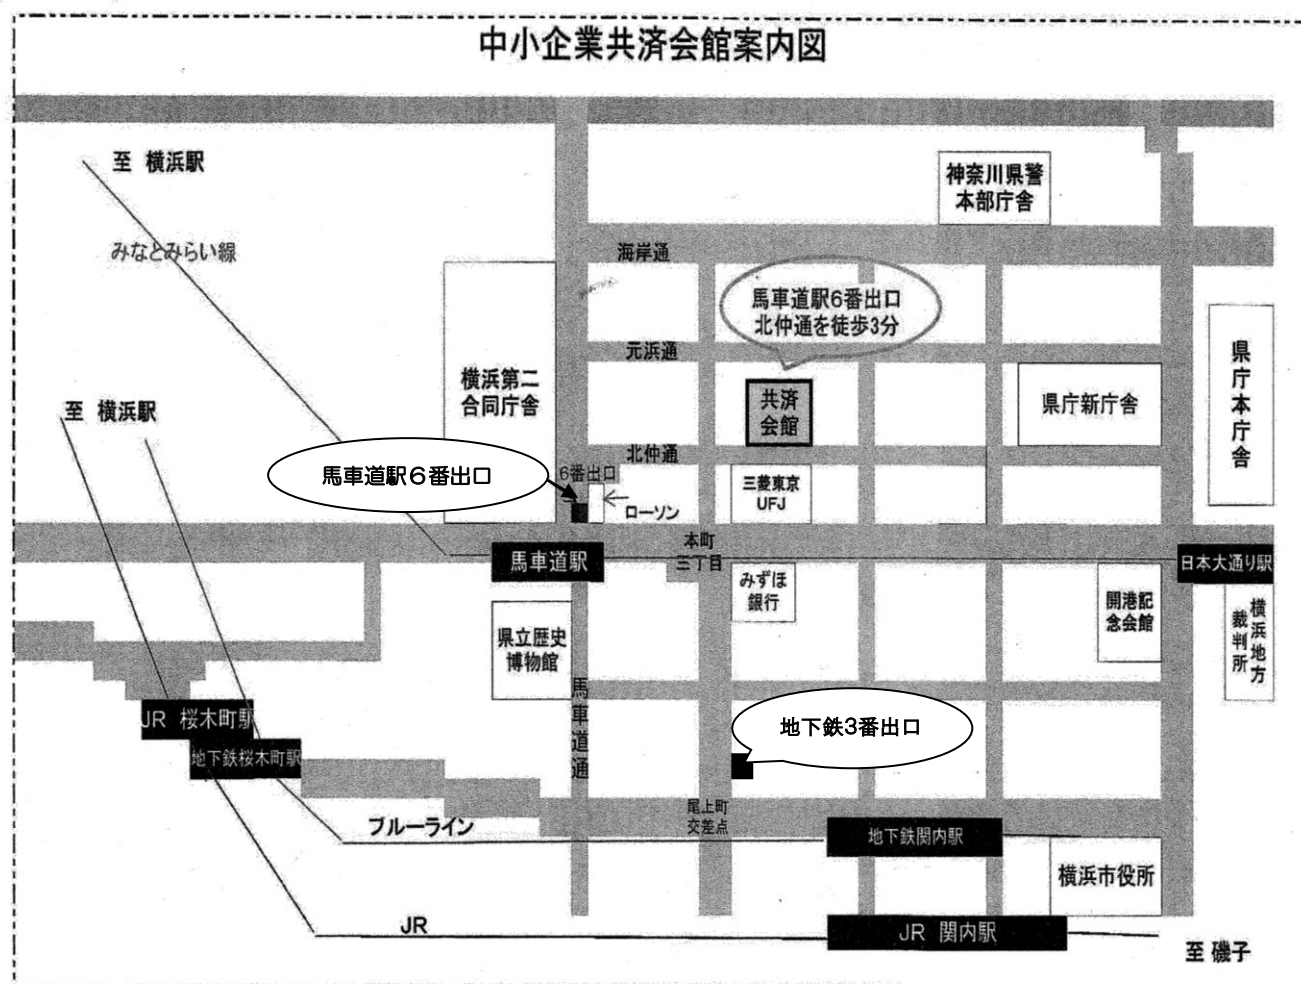 中小企業共済会館案内図
至 横浜駅
神奈川県警
本部庁舎
みなとみらい線
海岸通
馬車道駅6番出口
北仲通を徒歩3分
元浜通
横浜第二
合同庁舎
共済
会館
県庁新庁舎
県庁本庁舎
至 横浜駅
馬車道駅６番出口
北仲通
6番出口
三菱東京
UFJ
ローソン
本町
三丁目
馬車道駅
日本大通り駅
みずほ
銀行
開港記
念会館
横浜地方
裁判所
県立歴史
博物館
馬車道通
JR 桜木町駅
地下鉄桜木町駅
地下鉄3番出口
尾上町
交差点
ブルーライン
地下鉄関内駅
横浜市役所
JR
JR 関内駅
至 磯子